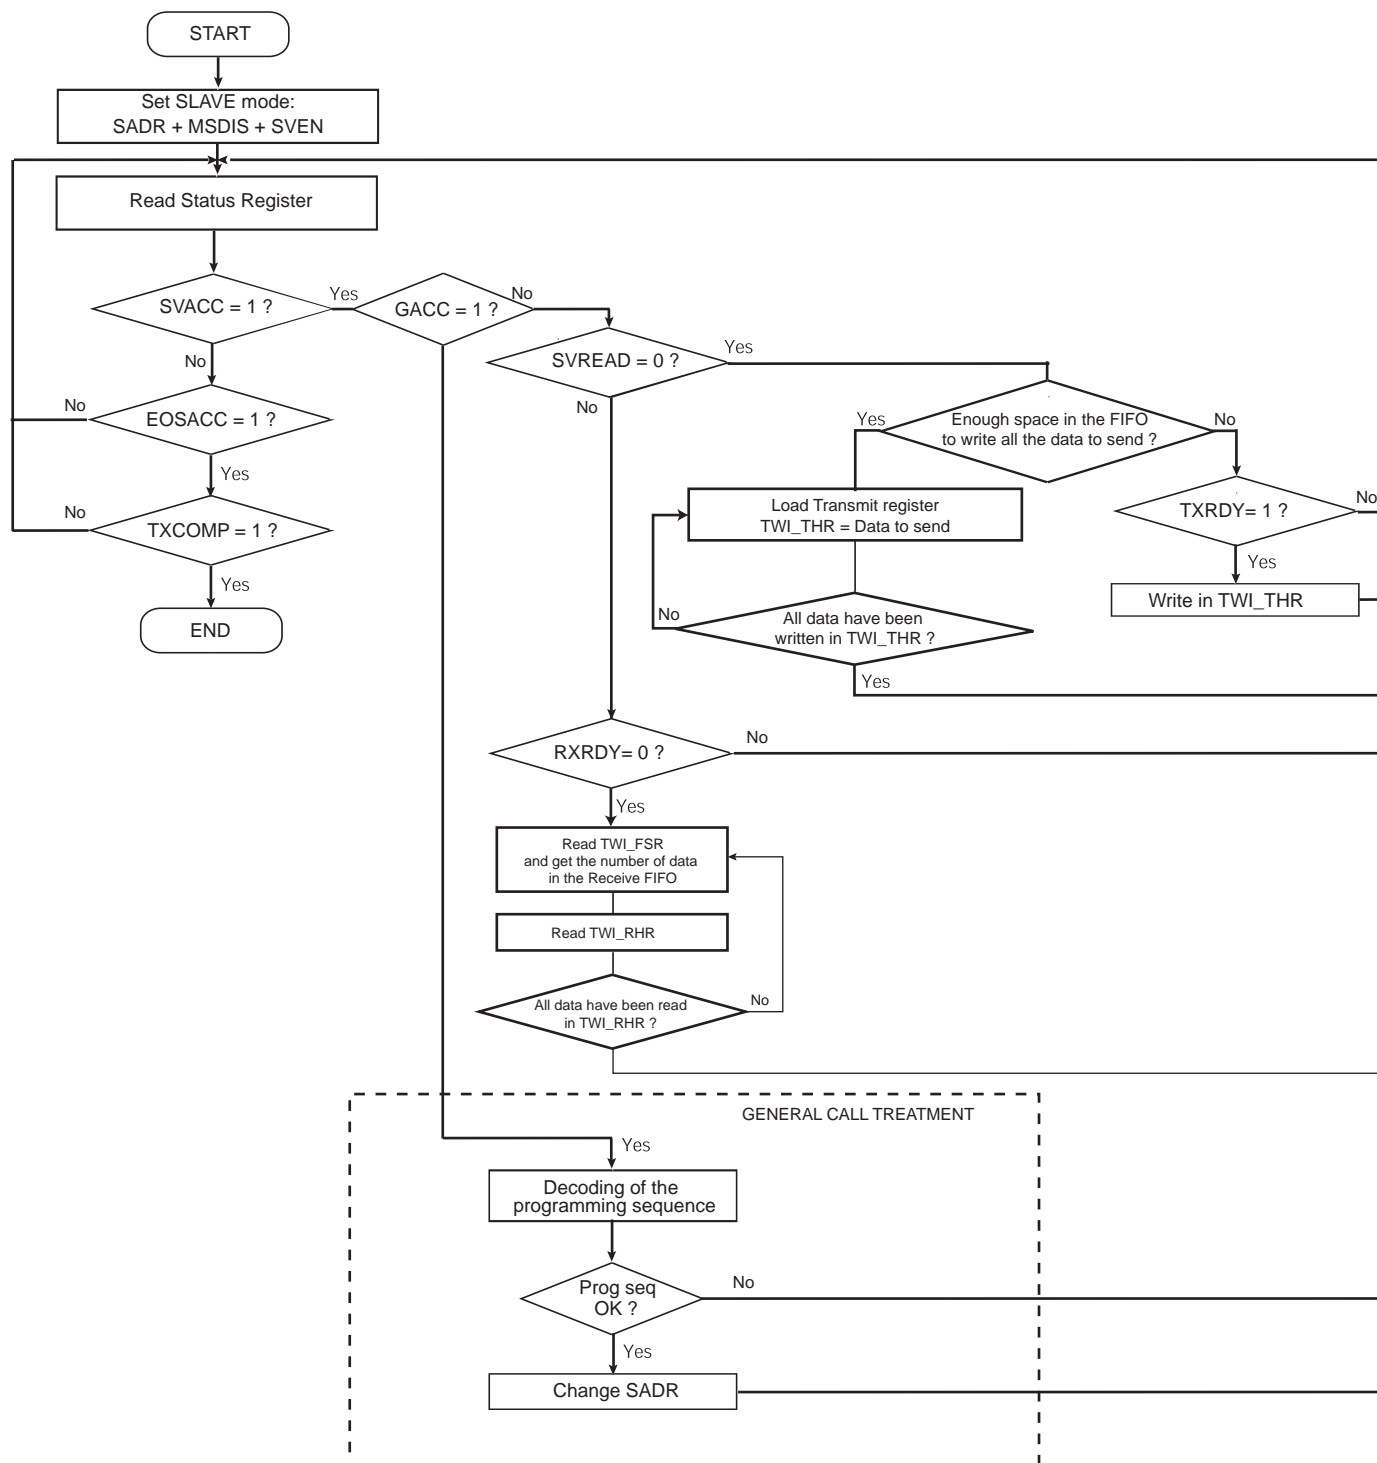 START
Set SLAVE mode:
SADR + MSDIS + SVEN
Read Status Register
SVACC = 1 ?
Yes
GACC = 1 ?
No
SVREAD = 0 ?
Yes
No
No
EOSACC = 1 ?
No
Enough space in the FIFO
to write all the data to send ?
Yes
No
Yes
Load Transmit register
TWI_THR = Data to send
TXRDY= 1 ?
No
No
TXCOMP = 1 ?
Yes
Yes
Write in TWI_THR
END
No
All data have been
written in TWI_THR ?
Yes
RXRDY= 0 ?
No
Yes
Read TWI_FSR
and get the number of data
in the Receive FIFO
Read TWI_RHR
All data have been read
in TWI_RHR ?
No
GENERAL CALL TREATMENT
Yes
Decoding of the
programming sequence
Prog seq
OK ?
No
Yes
Change SADR